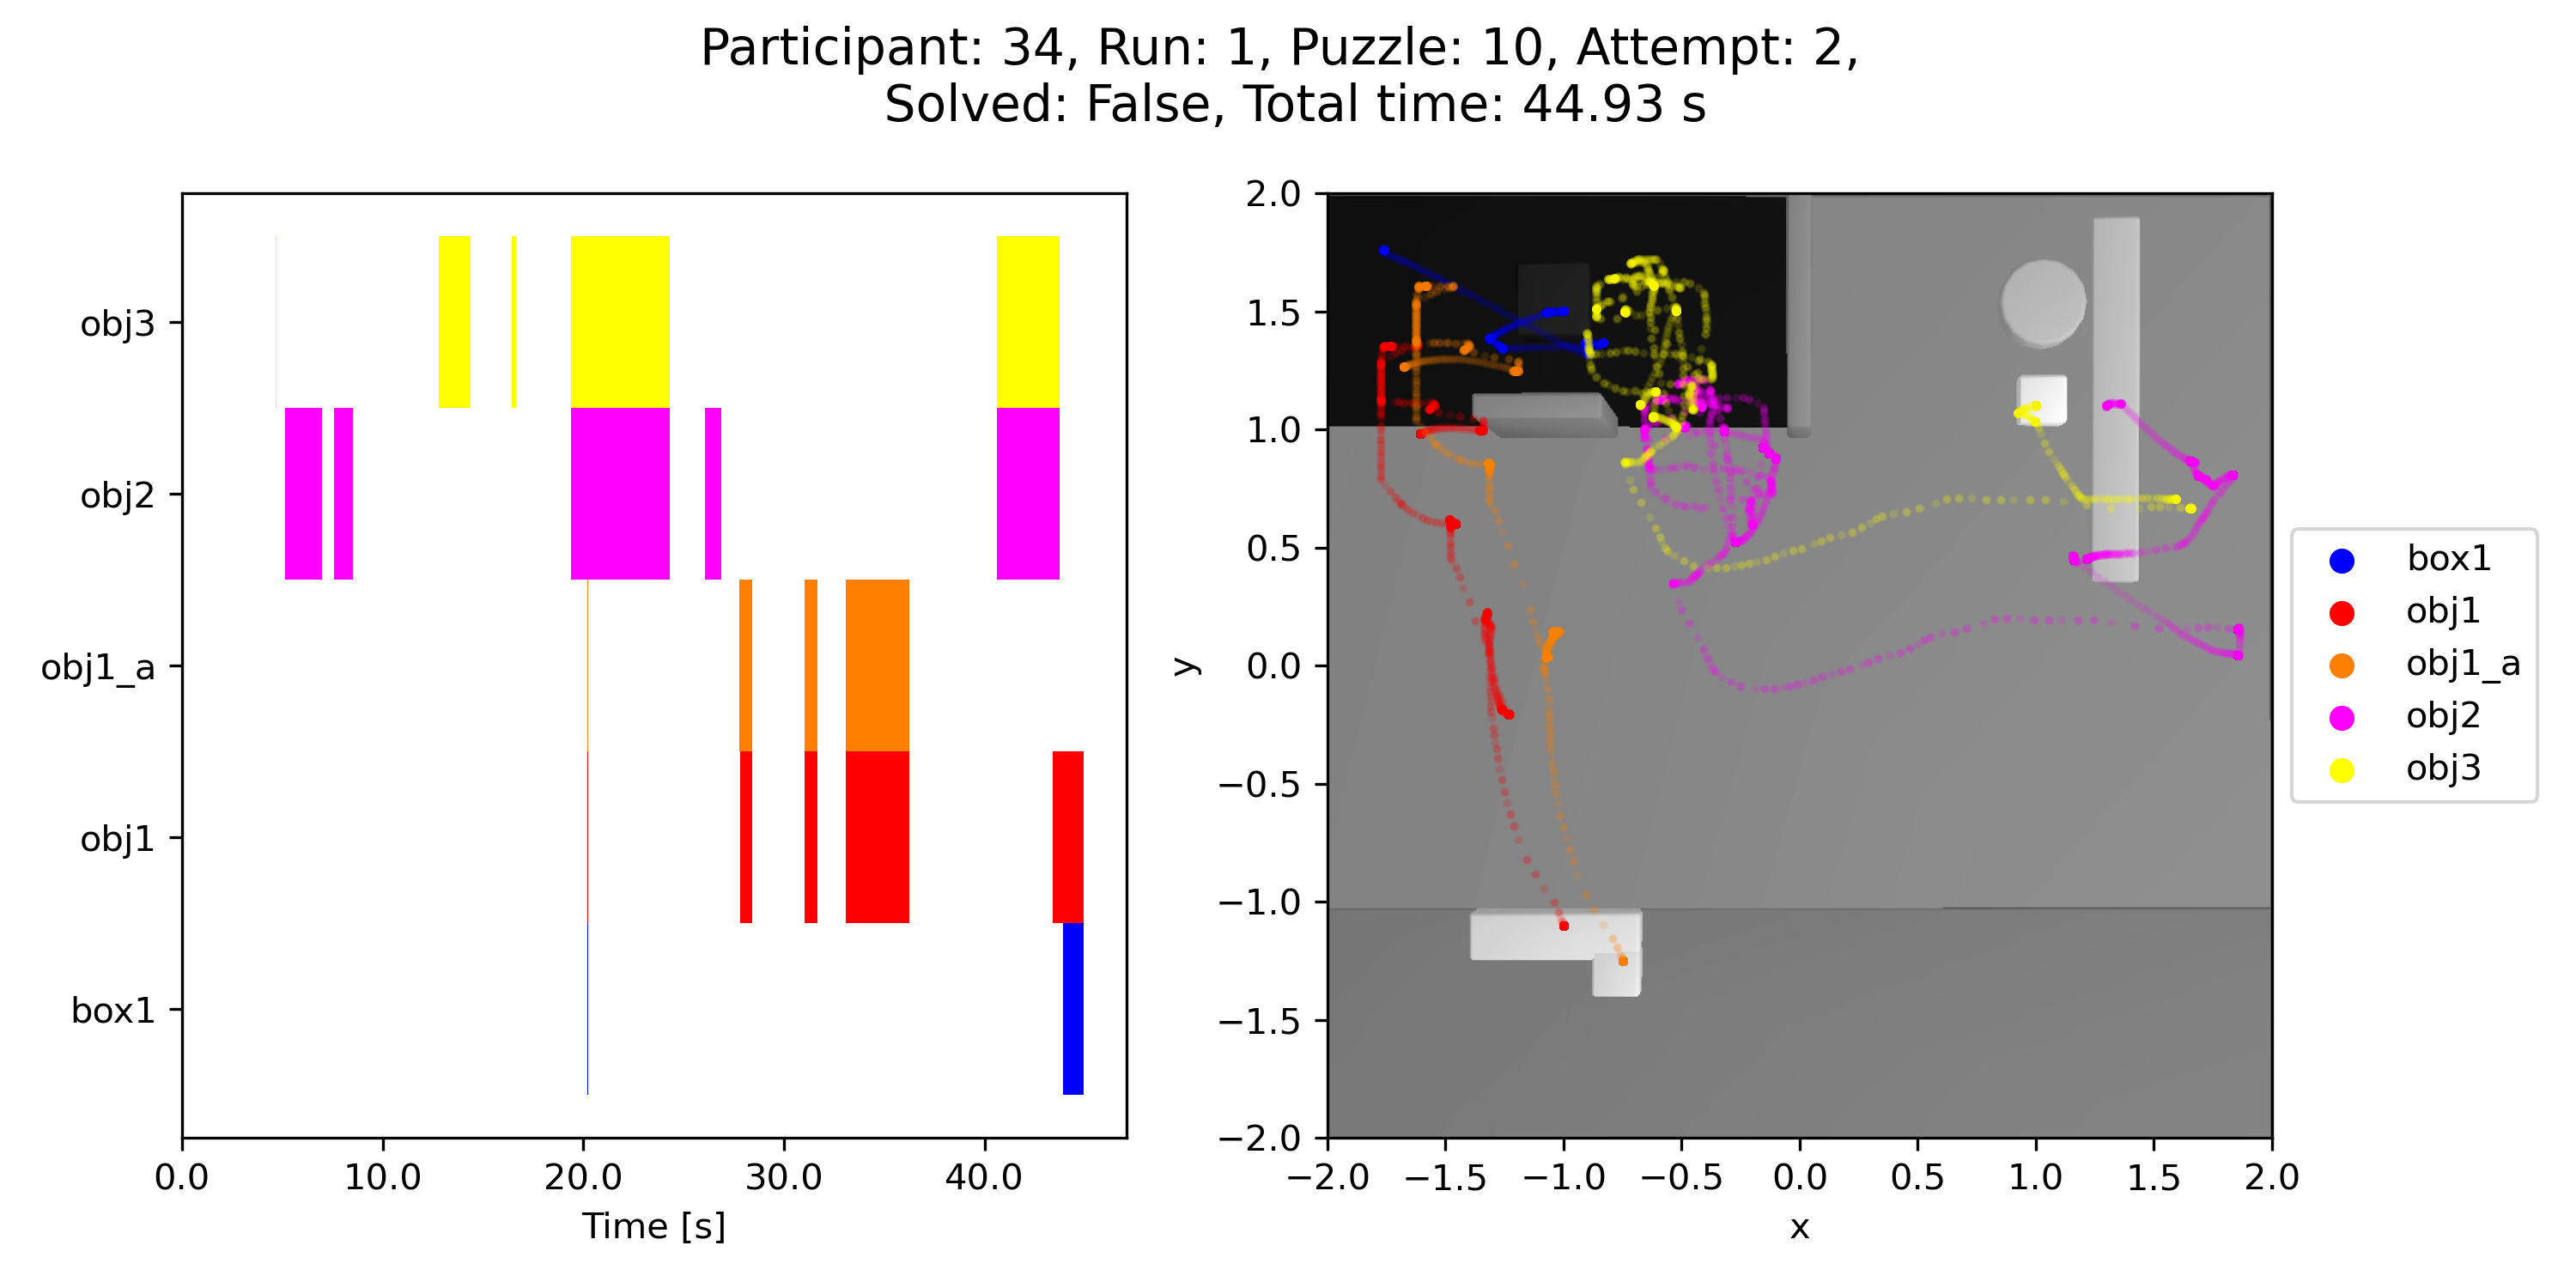 Participant: 34, Run: 1, Puzzle: 10, Attempt: 2,
Solved: False, Total time: 44.93 s
obj3
obj2
obj1_a
obj1
box1
0.0 10.0 20.0 30.0 40.0
Time [s]
2.0
1.5
1.0
0.5
0.0
−0.5
−1.0
−1.5
−2.0
y
−2.0 −1.5 −1.0 −0.5 0.0 0.5 1.0 1.5 2.0
x
box1
obj1
obj1_a
obj2
obj3